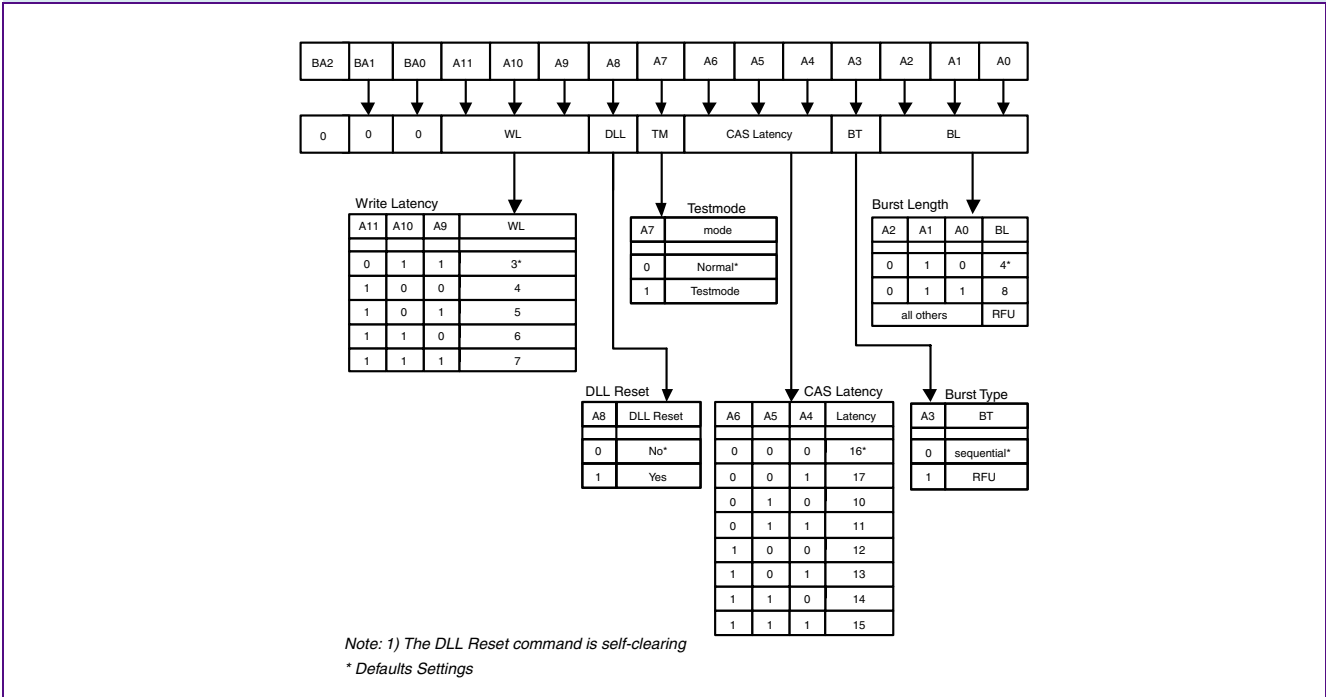 BA2 BA1 BA0 A11 A10 A9 A8 A7 A6 A5 A4 A3 A2 A1 A0
0 0 0 WL DLL TM CAS Latency BT BL
Write Latency
A11 A10 A9 WL
0 1 1 3*
1 0 0 4
1 0 1 5
1 1 0 6
1 1 1 7
Testmode
A7 mode
0 Normal*
1 Testmode
Burst Length
A2 A1 A0 BL
0 1 0 4*
0 1 1 8
all others RFU
DLL Reset
A8 DLL Reset
0 No*
1 Yes
CAS Latency
A6 A5 A4 Latency
0 0 0 16*
0 0 1 17
0 1 0 10
0 1 1 11
1 0 0 12
1 0 1 13
1 1 0 14
1 1 1 15
Burst Type
A3 BT
0 sequential*
1 RFU
Note: 1) The DLL Reset command is self-clearing
* Defaults Settings